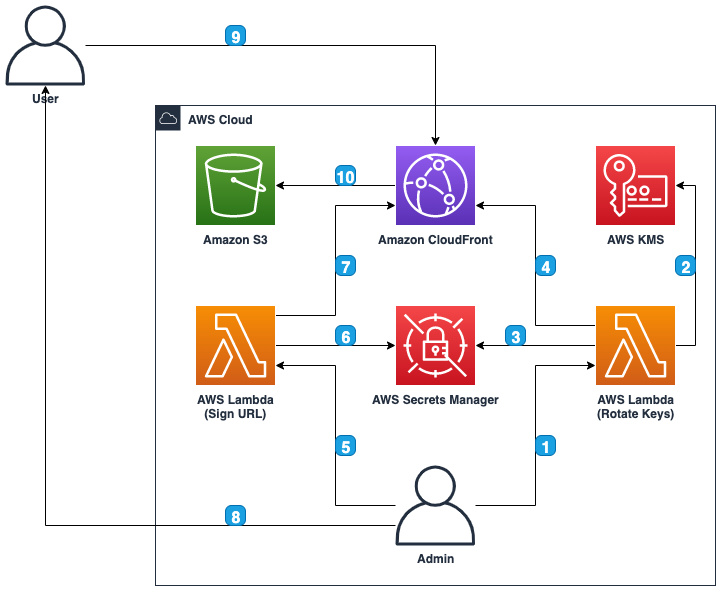 9
User
AWS Cloud
10
Amazon S3
Amazon CloudFront
AWS KMS
7
4
2
6
3
AWS Lambda
(Sign URL)
AWS Secrets Manager
AWS Lambda
(Rotate Keys)
5
1
8
Admin